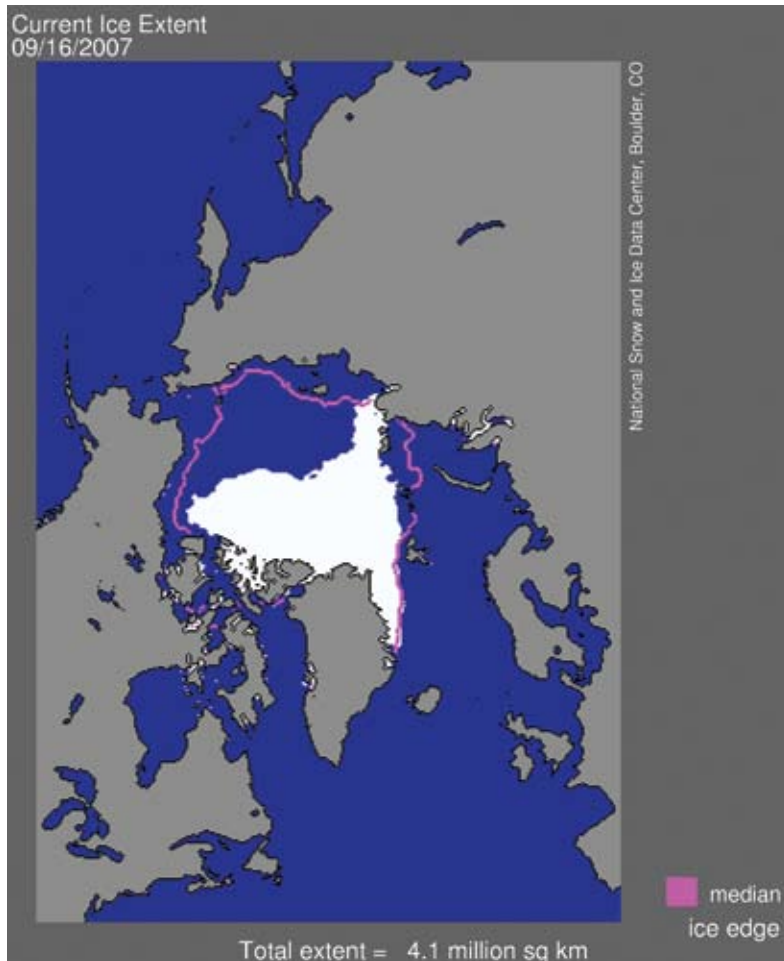 Current Ice Extent
09/16/2007
National Snow and Ice Data Center, Boulder, CO
median
ice edge
Total extent = 4.1 million sq km